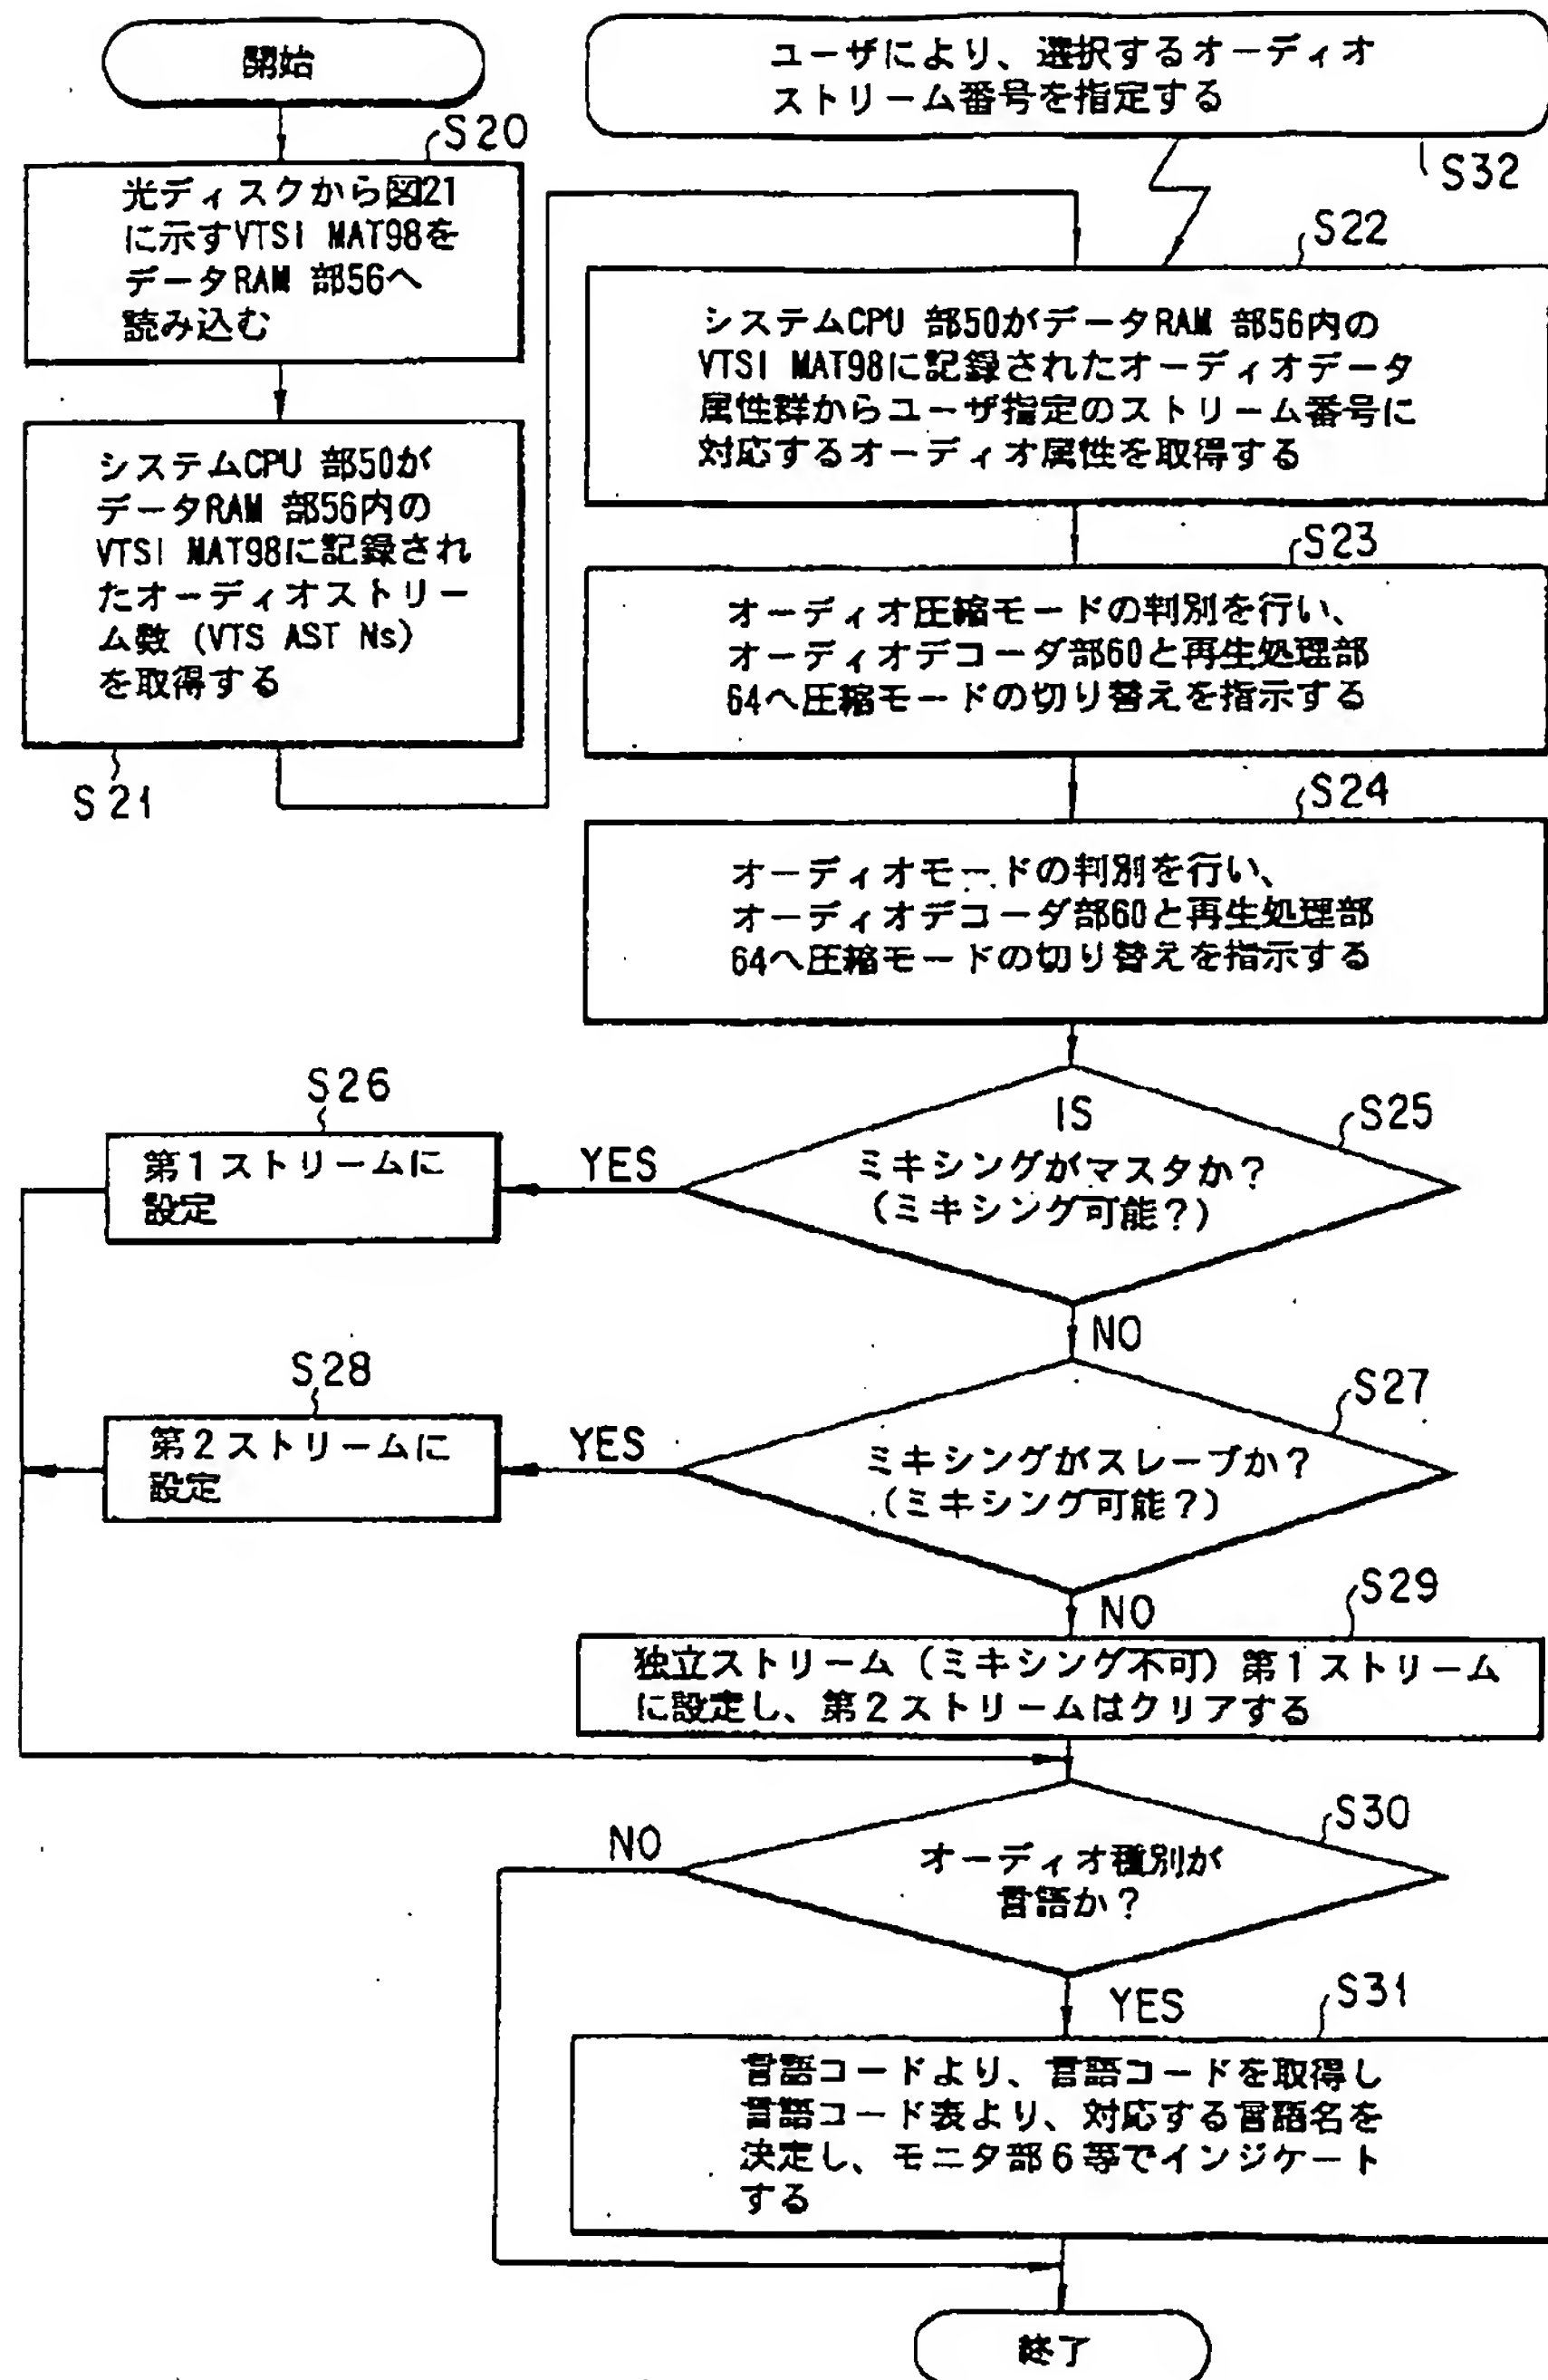 開始
S20
光ディスクから図21
に示すVTSI MAT98を
データRAM 部56へ
読み込む
システムCPU 部50が
データRAM 部56内の
VTSI MAT98に記録され
たオーディオストリー
ム数 (VTS AST Ns)
を取得する
S21
ユーザにより、選択するオーディオ
ストリーム番号を指定する
S32
S22
システムCPU 部50がデータRAM 部56内の
VTSI MAT98に記録されたオーディオデータ
属性群からユーザ指定のストリーム番号に
対応するオーディオ属性を取得する
S23
オーディオ圧縮モードの判別を行い、
オーディオデコーダ部60と再生処理部
64へ圧縮モードの切り替えを指示する
S24
オーディオモードの判別を行い、
オーディオデコーダ部60と再生処理部
64へ圧縮モードの切り替えを指示する
S25
IS
ミキシングがマスタか?
(ミキシング可能?)
YES
S26
第1ストリームに
設定
NO
S27
ミキシングがスレーブか?
(ミキシング可能?)
YES
S28
第2ストリームに
設定
NO
S29
独立ストリーム(ミキシング不可)第1ストリーム
に設定し、第2ストリームはクリアする
S30
オーディオ種別が
言語か?
NO
YES
S31
言語コードより、言語コードを取得し
言語コード表より、対応する言語名を
決定し、モニタ部6等でインジケート
する
終了